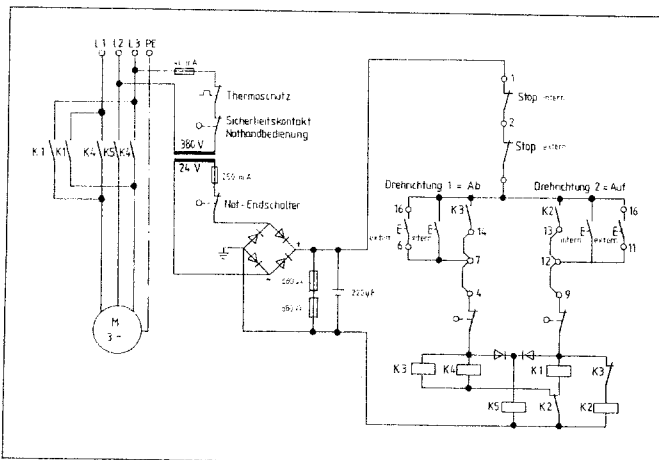 L1 L2 L3 PE
Thermoschutz
Sicherheitskontakt
Nothandbedienung
380 V
24 V
250 mA
Not-Endschalter
K1 K1 K4 K5 K4
M
3~
220µF
1
Stop intern
2
Stop extern
Drehrichtung 1 = Ab
Drehrichtung 2 = Auf
16
E
extern
6
E
intern
K3
14
7
4
K2
13
intern
E
extern
E
16
11
12
9
K3
K4
K5
K1
K2
K3
K2